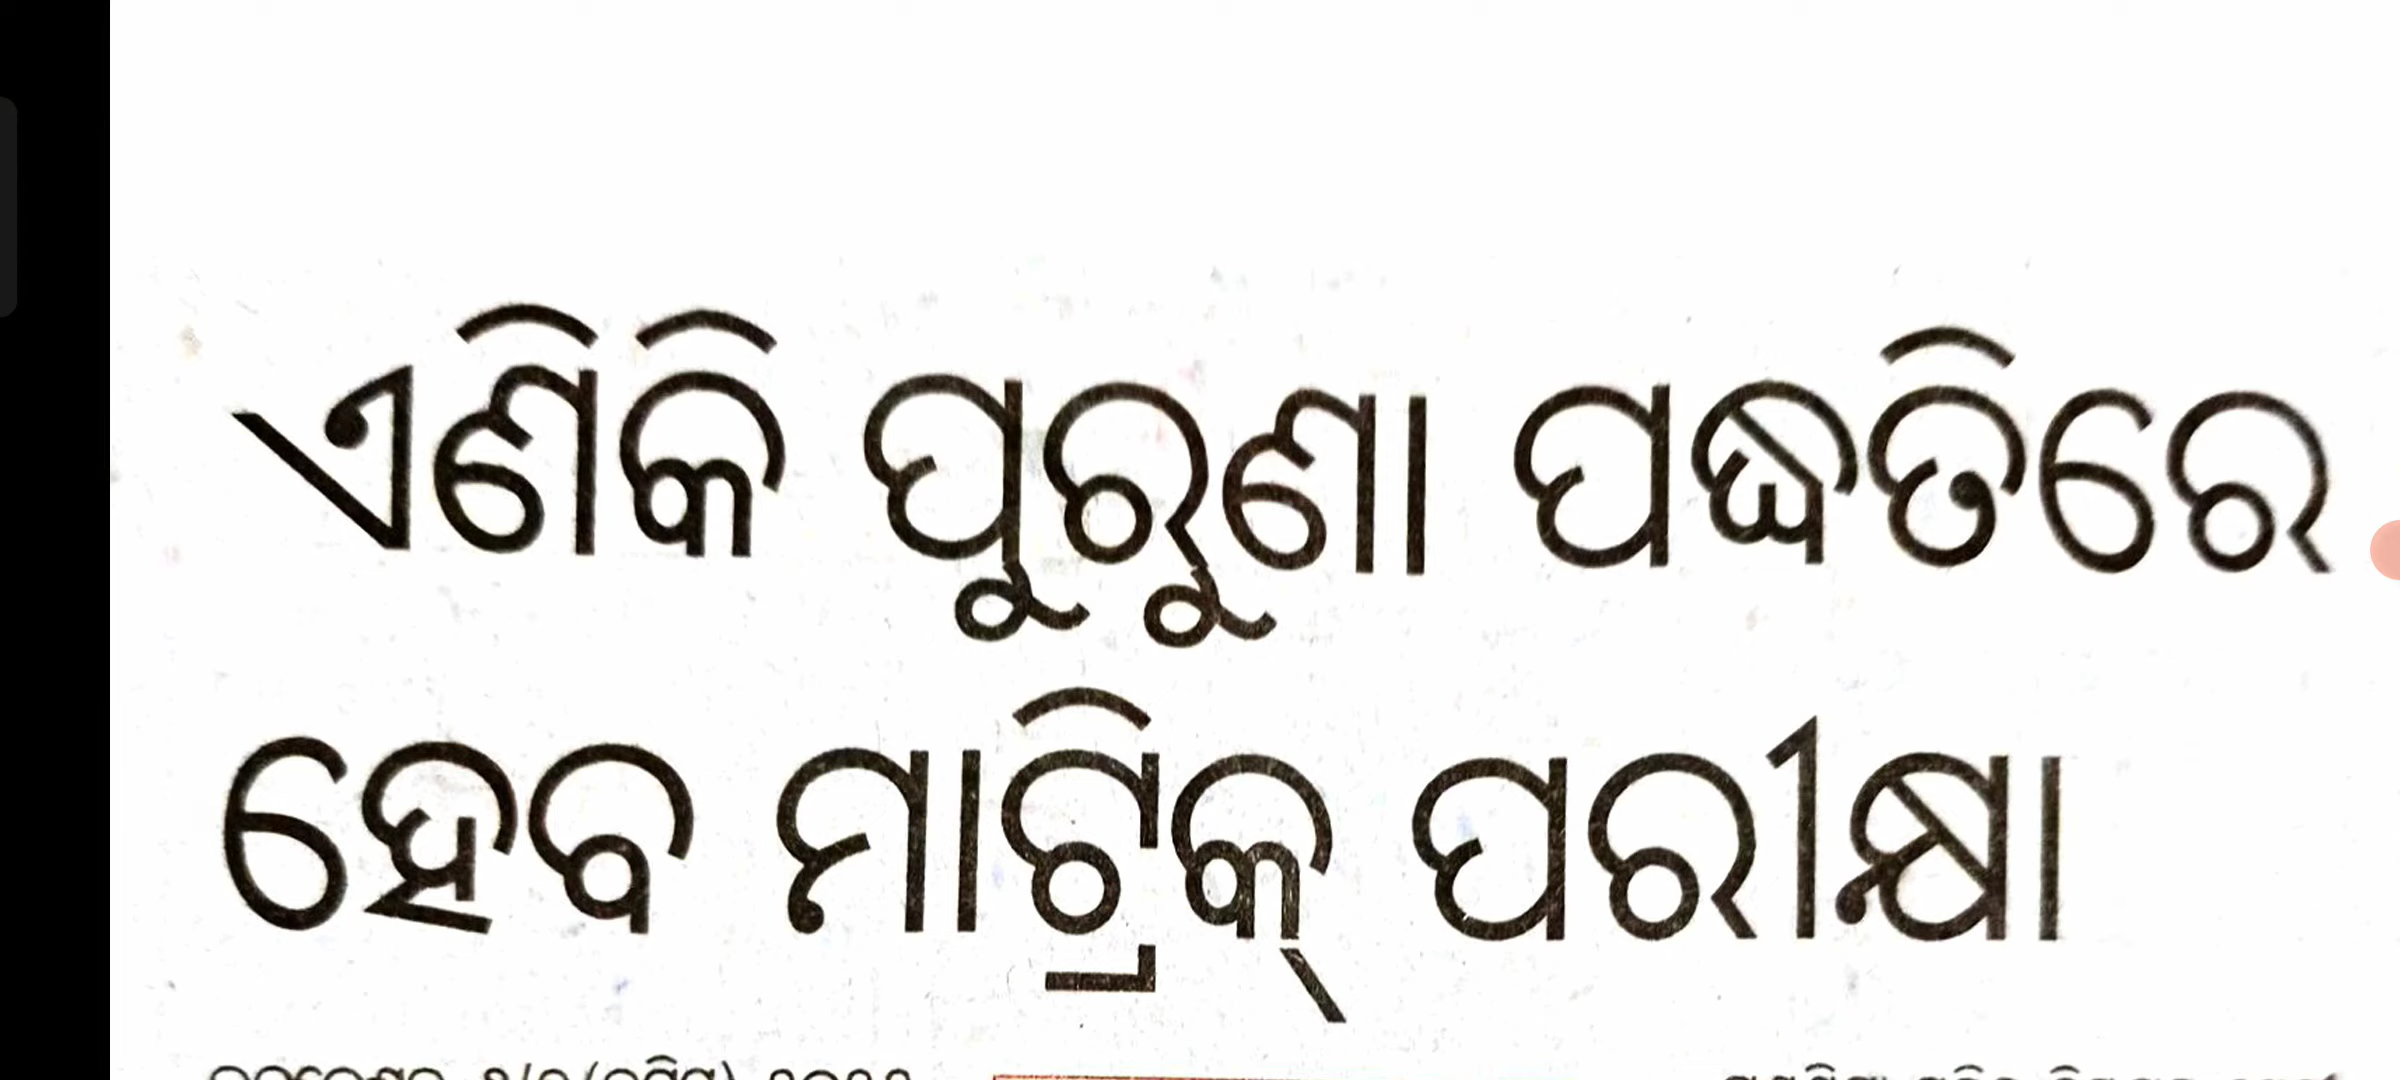 ଏଣିକି ପୁରୁଣା ପଦ୍ଧତିରେ
ହେବ ମାଟ୍ରିକ୍ ପରୀକ୍ଷା